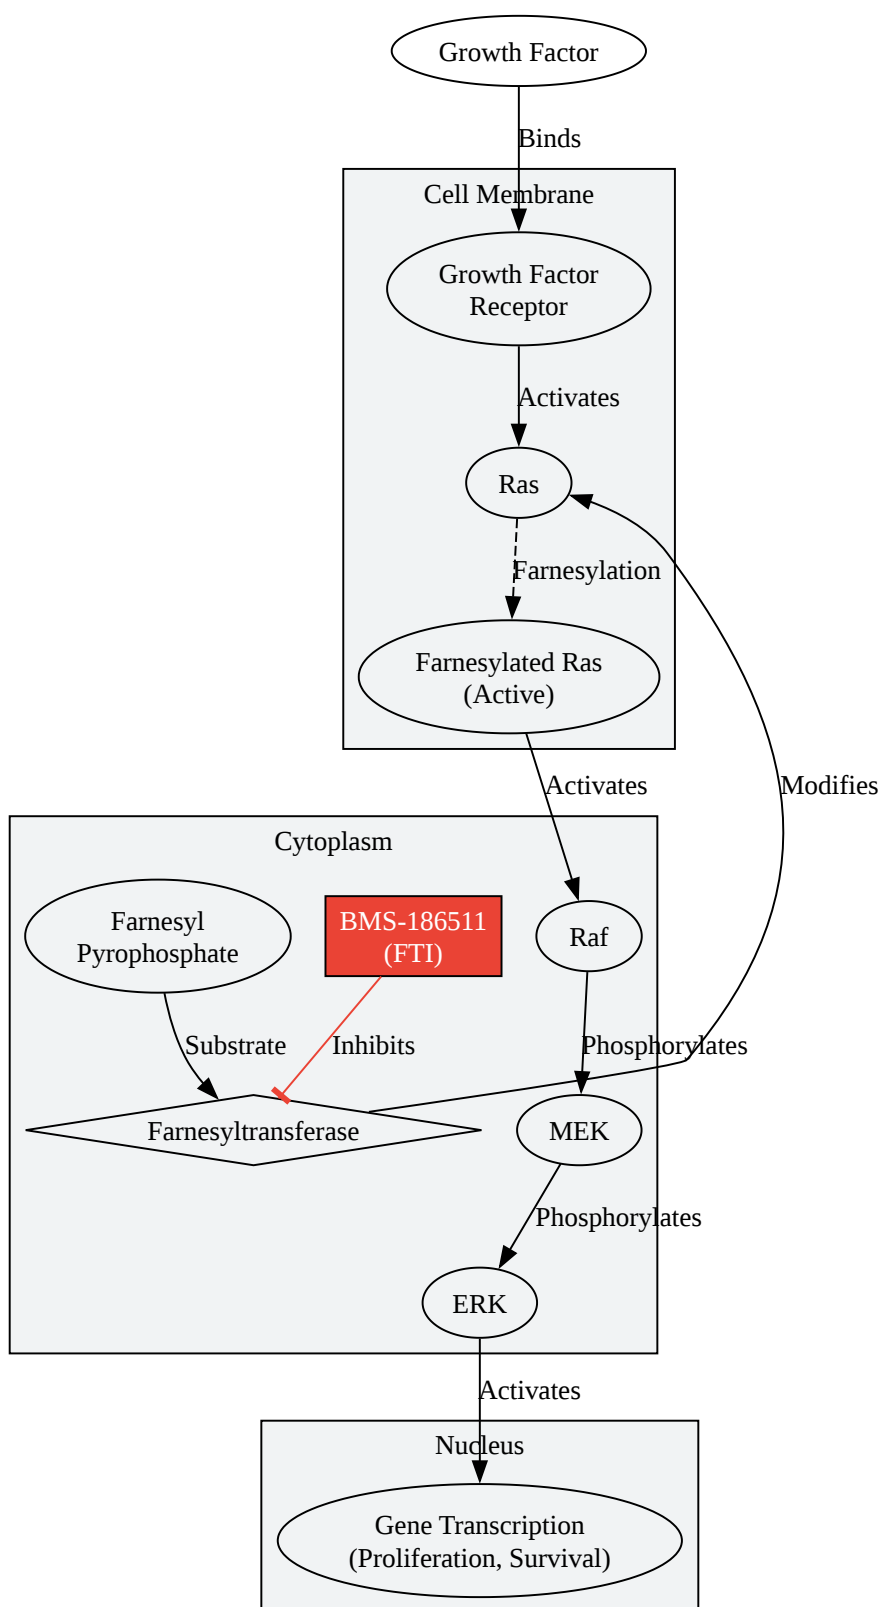 Growth Factor
Binds
Cell Membrane
Growth Factor
Receptor
Activates
Ras
Farnesylation
Farnesylated Ras
(Active)
Activates
Modifies
Cytoplasm
Farnesyl
Pyrophosphate
BMS-186511
(FTI)
Raf
Substrate
Inhibits
Phosphorylates
Farnesyltransferase
MEK
Phosphorylates
ERK
Activates
Nucleus
Gene Transcription
(Proliferation, Survival)